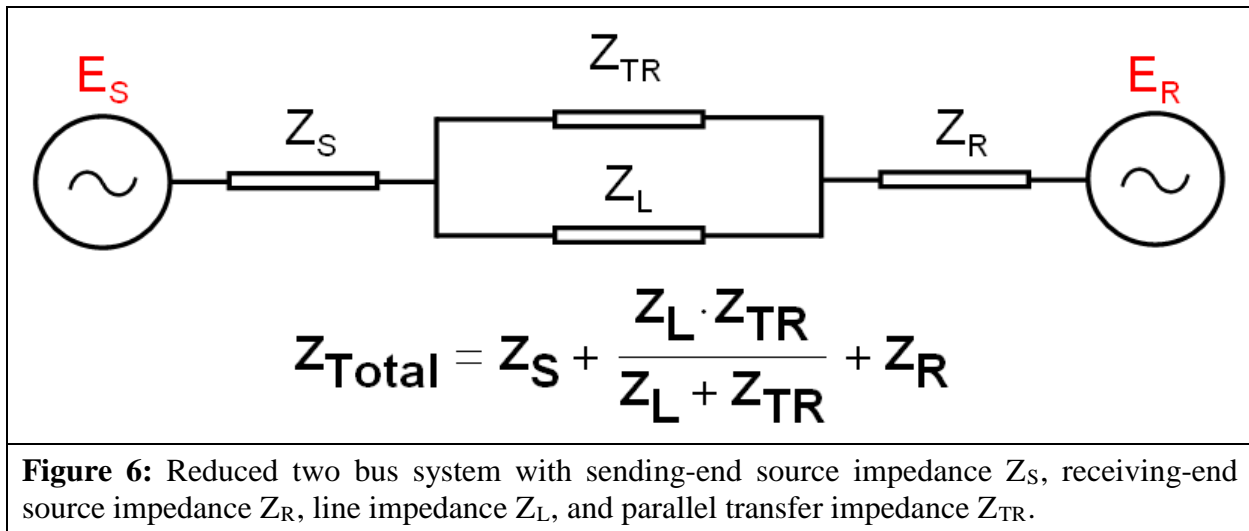 Z_TR
E_S
E_R
Z_S
Z_R
Z_L
Z_Total = Z_S + (Z_L · Z_TR) / (Z_L + Z_TR) + Z_R
Figure 6: Reduced two bus system with sending-end source impedance Z_S, receiving-end
source impedance Z_R, line impedance Z_L, and parallel transfer impedance Z_TR.